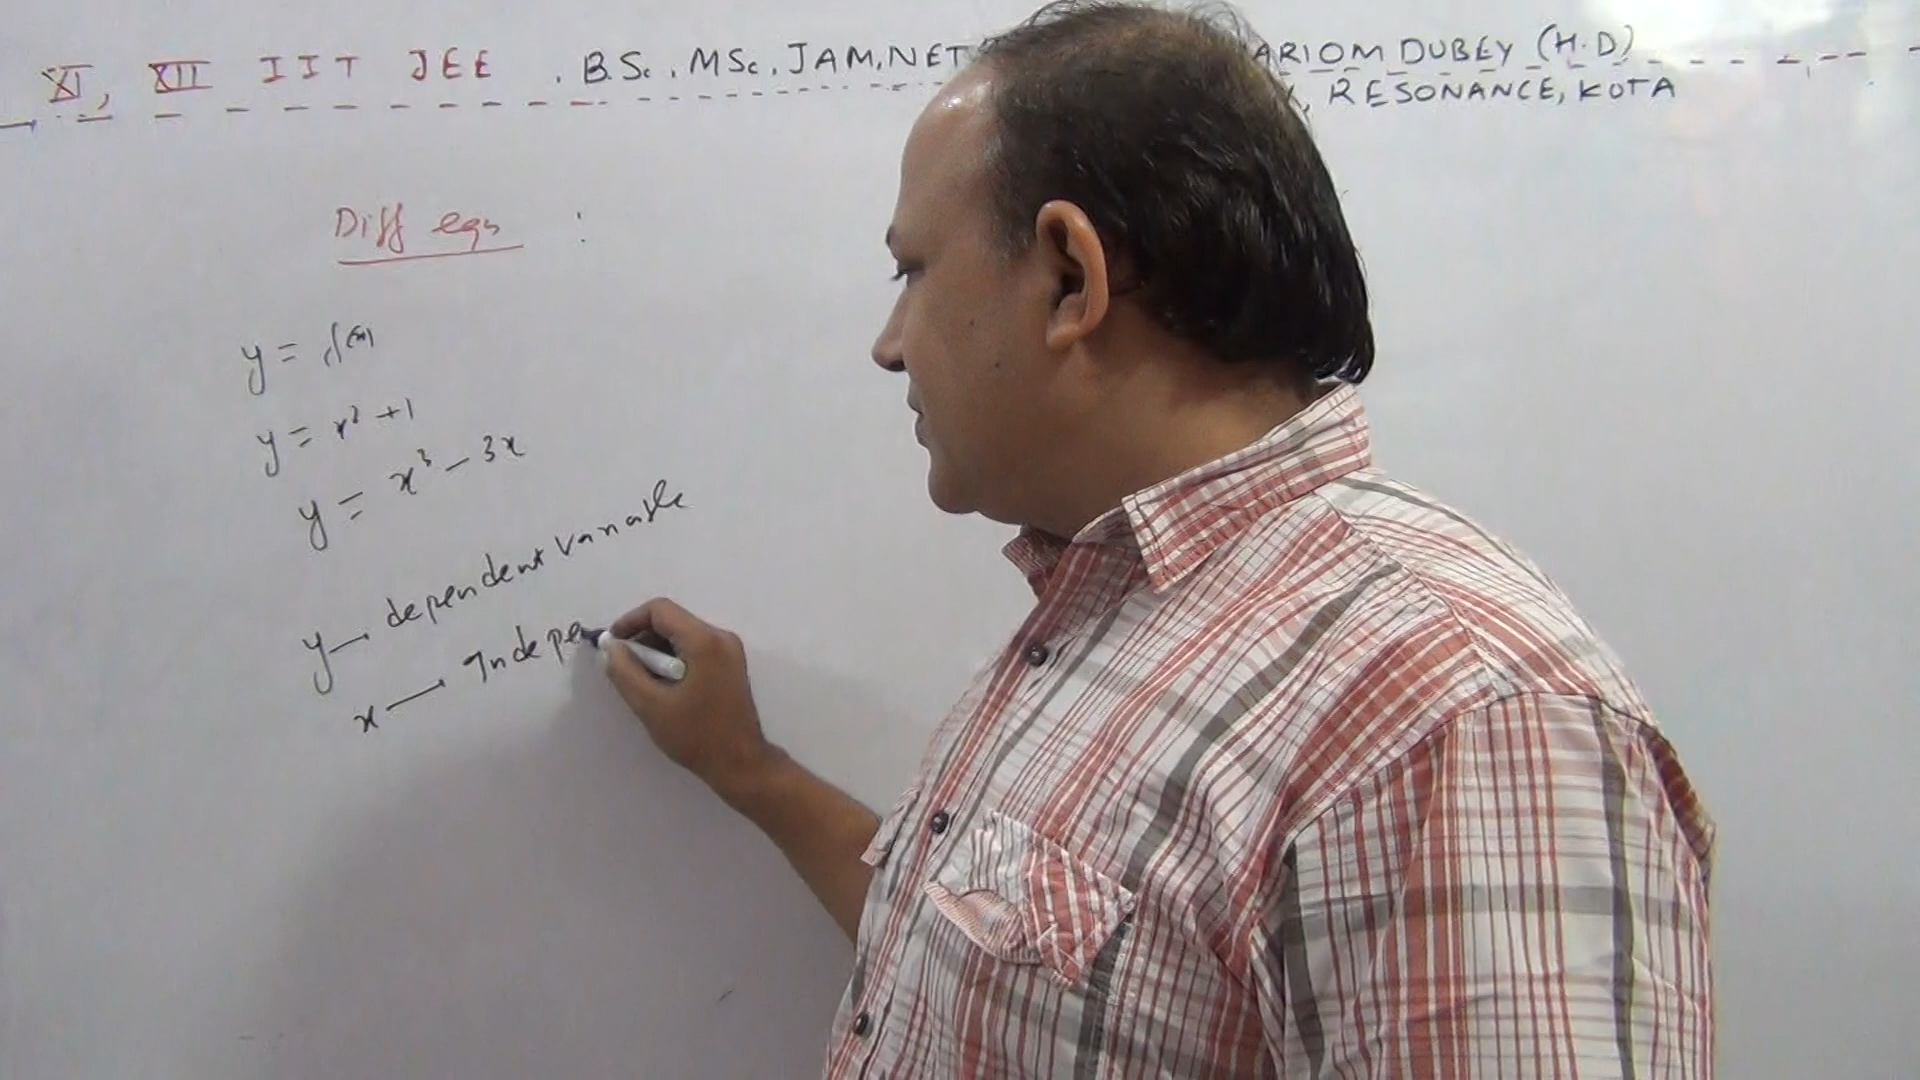 XI, XII IIT JEE . B.Sc, MSc, JAM, NET ARIOM DUBEY (H.D)
, RESONANCE, KOTA
Diff eqn :
y = f(x)
y = x² + 1
y = x³ - 3x
y → dependent variable
x → Indepe